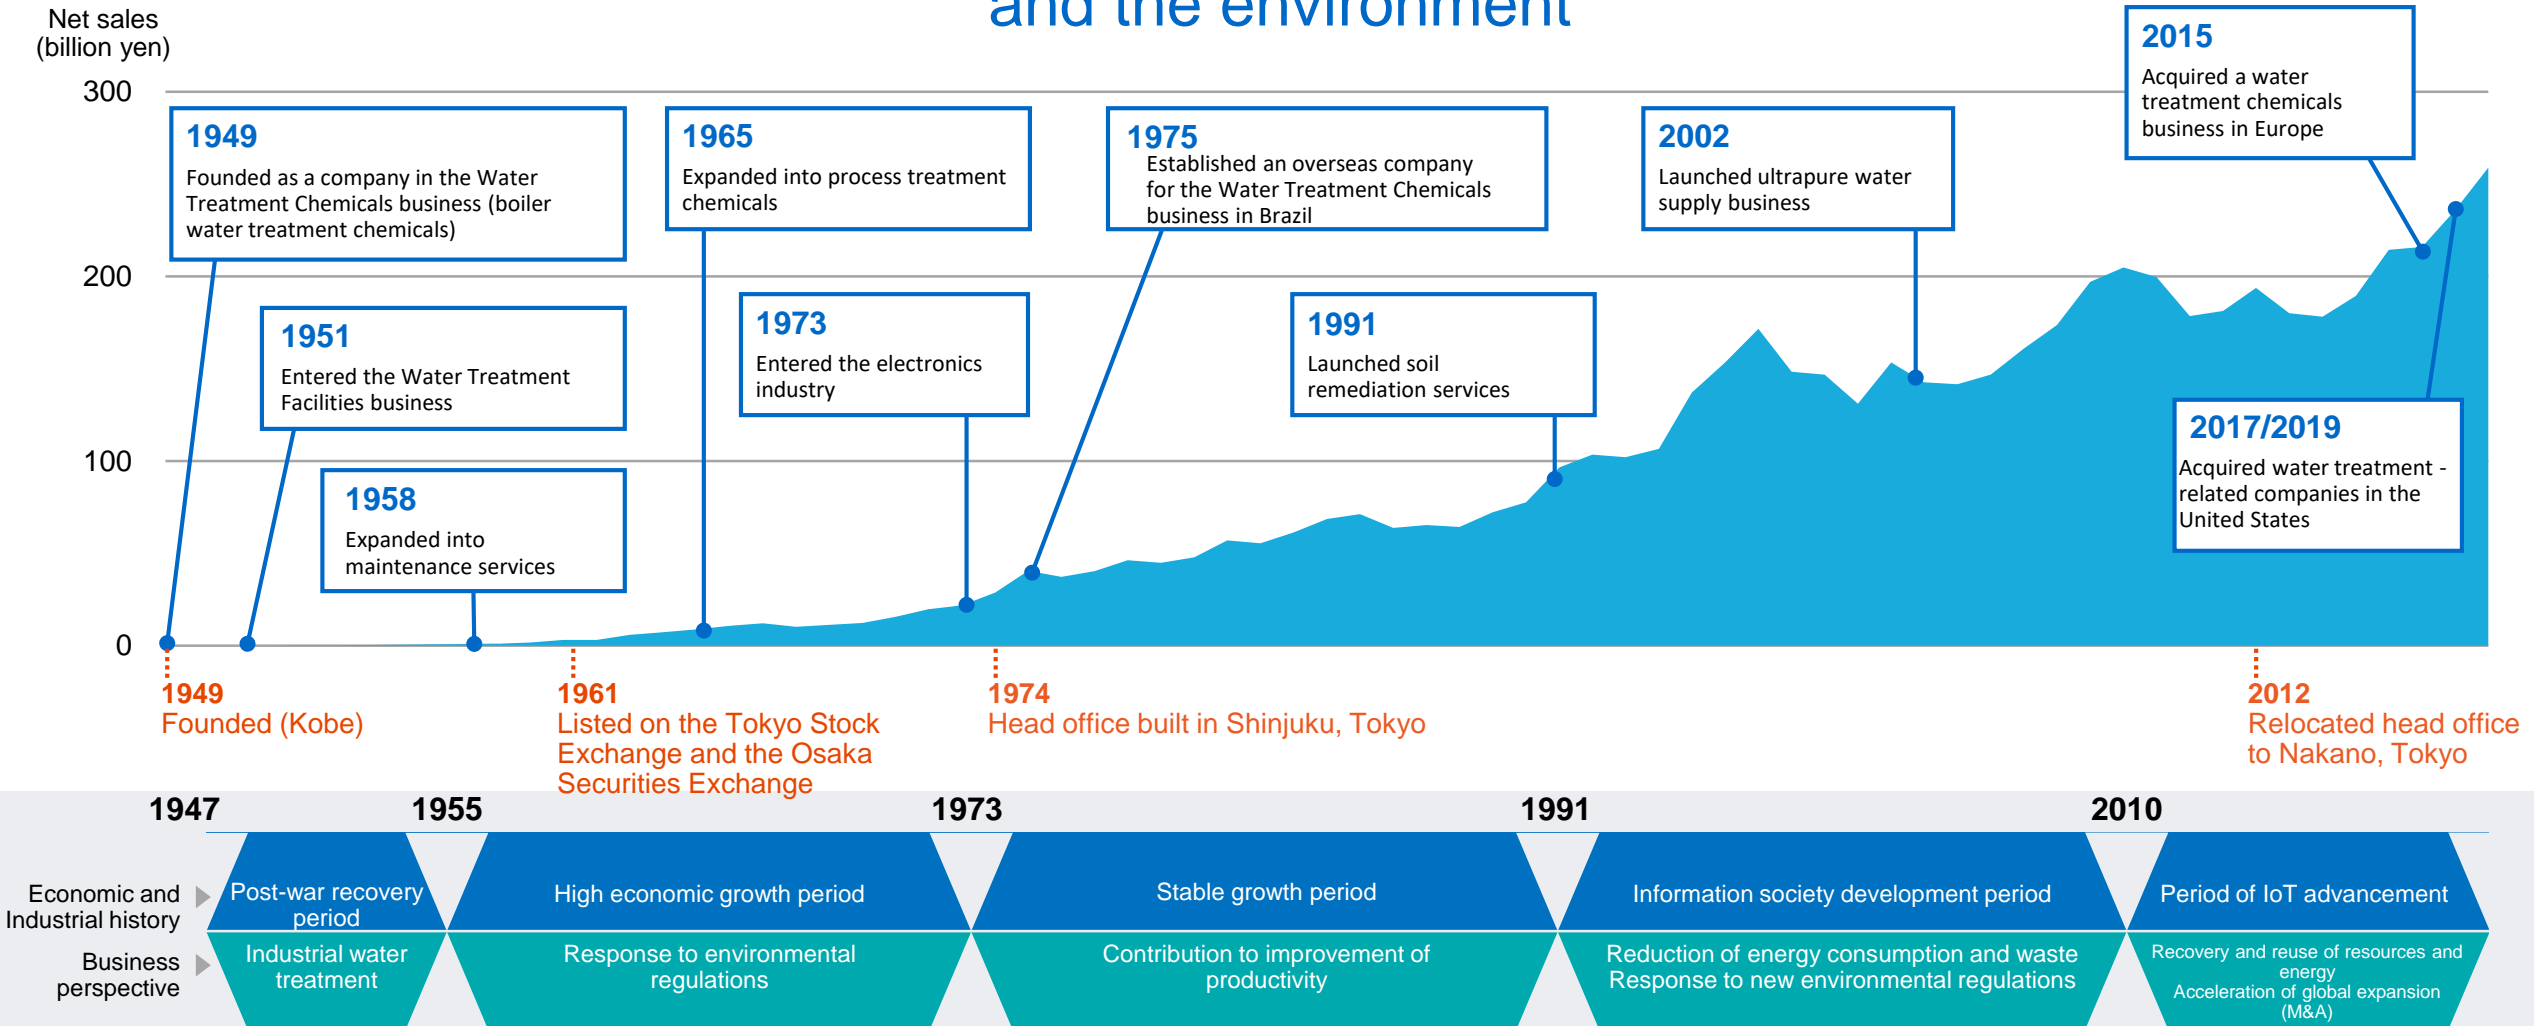 and the environment
Net sales
(billion yen)
300
200
100
0
1949
Founded as a company in the Water
Treatment Chemicals business (boiler
water treatment chemicals)
1951
Entered the Water Treatment
Facilities business
1958
Expanded into
maintenance services
1965
Expanded into process treatment
chemicals
1973
Entered the electronics
industry
1975
Established an overseas company
for the Water Treatment Chemicals
business in Brazil
1991
Launched soil
remediation services
2002
Launched ultrapure water
supply business
2015
Acquired a water
treatment chemicals
business in Europe
2017/2019
Acquired water treatment -
related companies in the
United States
1949
Founded (Kobe)
1961
Listed on the Tokyo Stock
Exchange and the Osaka
Securities Exchange
1974
Head office built in Shinjuku, Tokyo
2012
Relocated head office
to Nakano, Tokyo
1947
1955
1973
1991
2010
Economic and
Industrial history
Post-war recovery
period
High economic growth period
Stable growth period
Information society development period
Period of IoT advancement
Business
perspective
Industrial water
treatment
Response to environmental
regulations
Contribution to improvement of
productivity
Reduction of energy consumption and waste
Response to new environmental regulations
Recovery and reuse of resources and
energy
Acceleration of global expansion
(M&A)